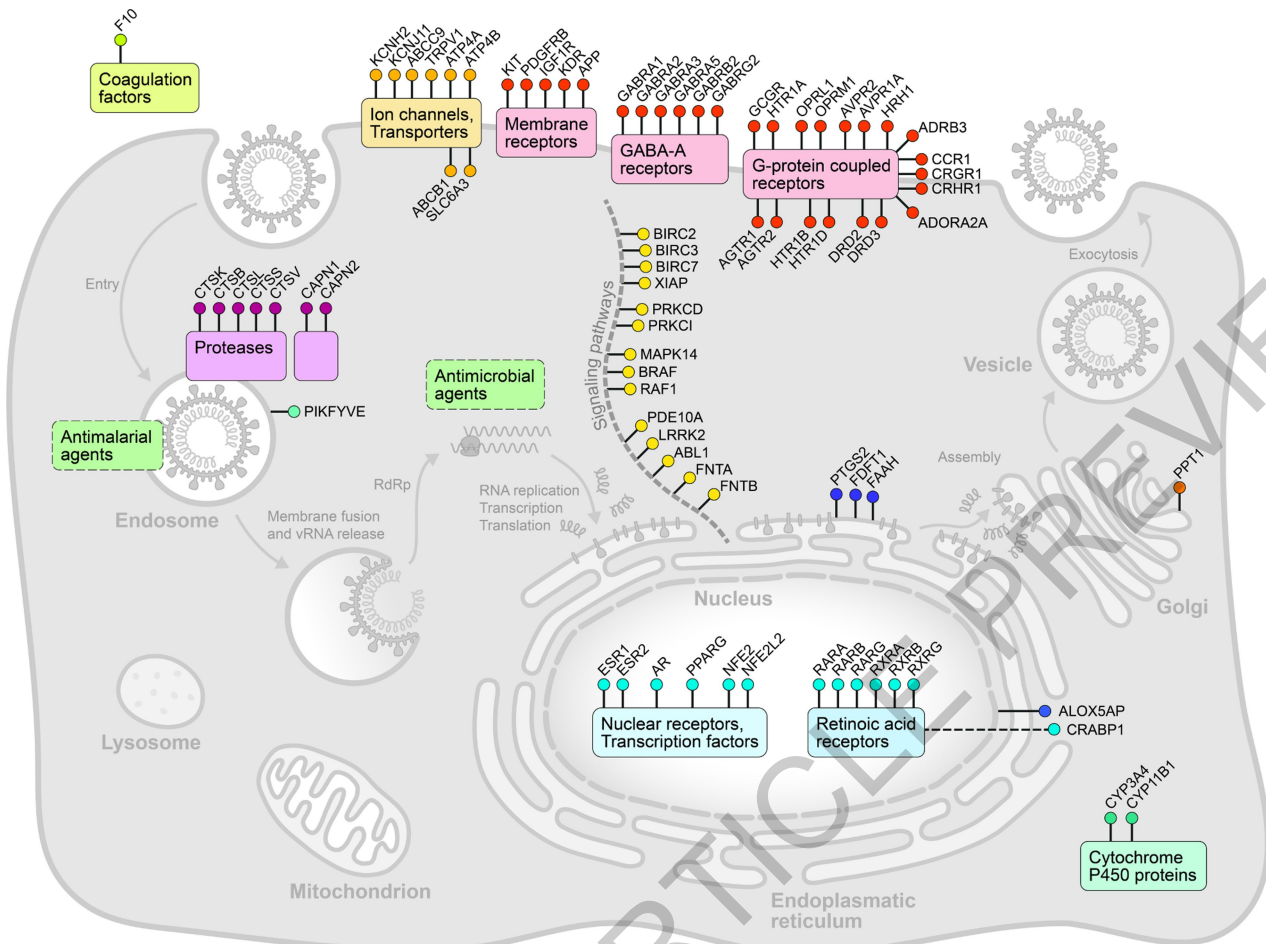 F10
Coagulation
factors
KCNH2
KCNJ11
ABCC9
TRPV1
ATP4A
ATP4B
Ion channels,
Transporters
ABCB1
SLC6A3
KIT
PDGFRB
IGF1R
KDR
APP
Membrane
receptors
GABRA1
GABRA2
GABRA3
GABRA5
GABRB2
GABRG2
GABA-A
receptors
GCGR
HTR1A
OPRL1
OPRM1
AVPR2
AVPR1A
HRH1
ADRB3
CCR1
CRGR1
CRHR1
ADORA2A
G-protein coupled
receptors
AGTR1
AGTR2
HTR1B
HTR1D
DRD2
DRD3
Entry
Exocytosis
CTSK
CTSB
CTSL
CTSS
CTSV
CAPN1
CAPN2
Proteases
PIKFYVE
Antimalarial
agents
Endosome
Antimicrobial
agents
Signaling pathways
BIRC2
BIRC3
BIRC7
XIAP
PRKCD
PRKCI
MAPK14
BRAF
RAF1
PDE10A
LRRK2
ABL1
FNTA
FNTB
Vesicle
RdRp
Membrane fusion
and vRNA release
RNA replication
Transcription
Translation
PTGS2
FDFT1
FAAH
Assembly
PPT1
Golgi
Nucleus
ESR1
ESR2
AR
PPARG
NFE2
NFE2L2
Nuclear receptors,
Transcription factors
RARA
RARB
RARG
RXRA
RXRB
RXRG
Retinoic acid
receptors
ALOX5AP
CRABP1
Lysosome
Mitochondrion
Endoplasmatic
reticulum
CYP3A4
CYP11B1
Cytochrome
P450 proteins